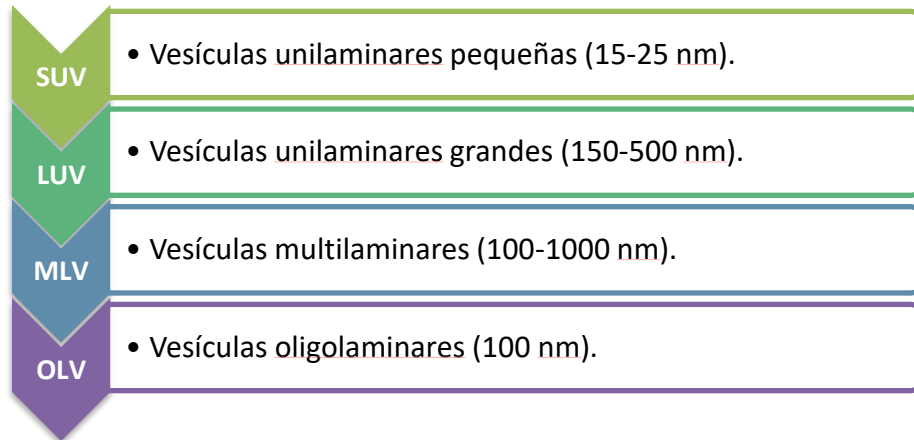 SUV
• Vesículas unilaminares pequeñas (15-25 nm).
LUV
• Vesículas unilaminares grandes (150-500 nm).
MLV
• Vesículas multilaminares (100-1000 nm).
OLV
• Vesículas oligolaminares (100 nm).